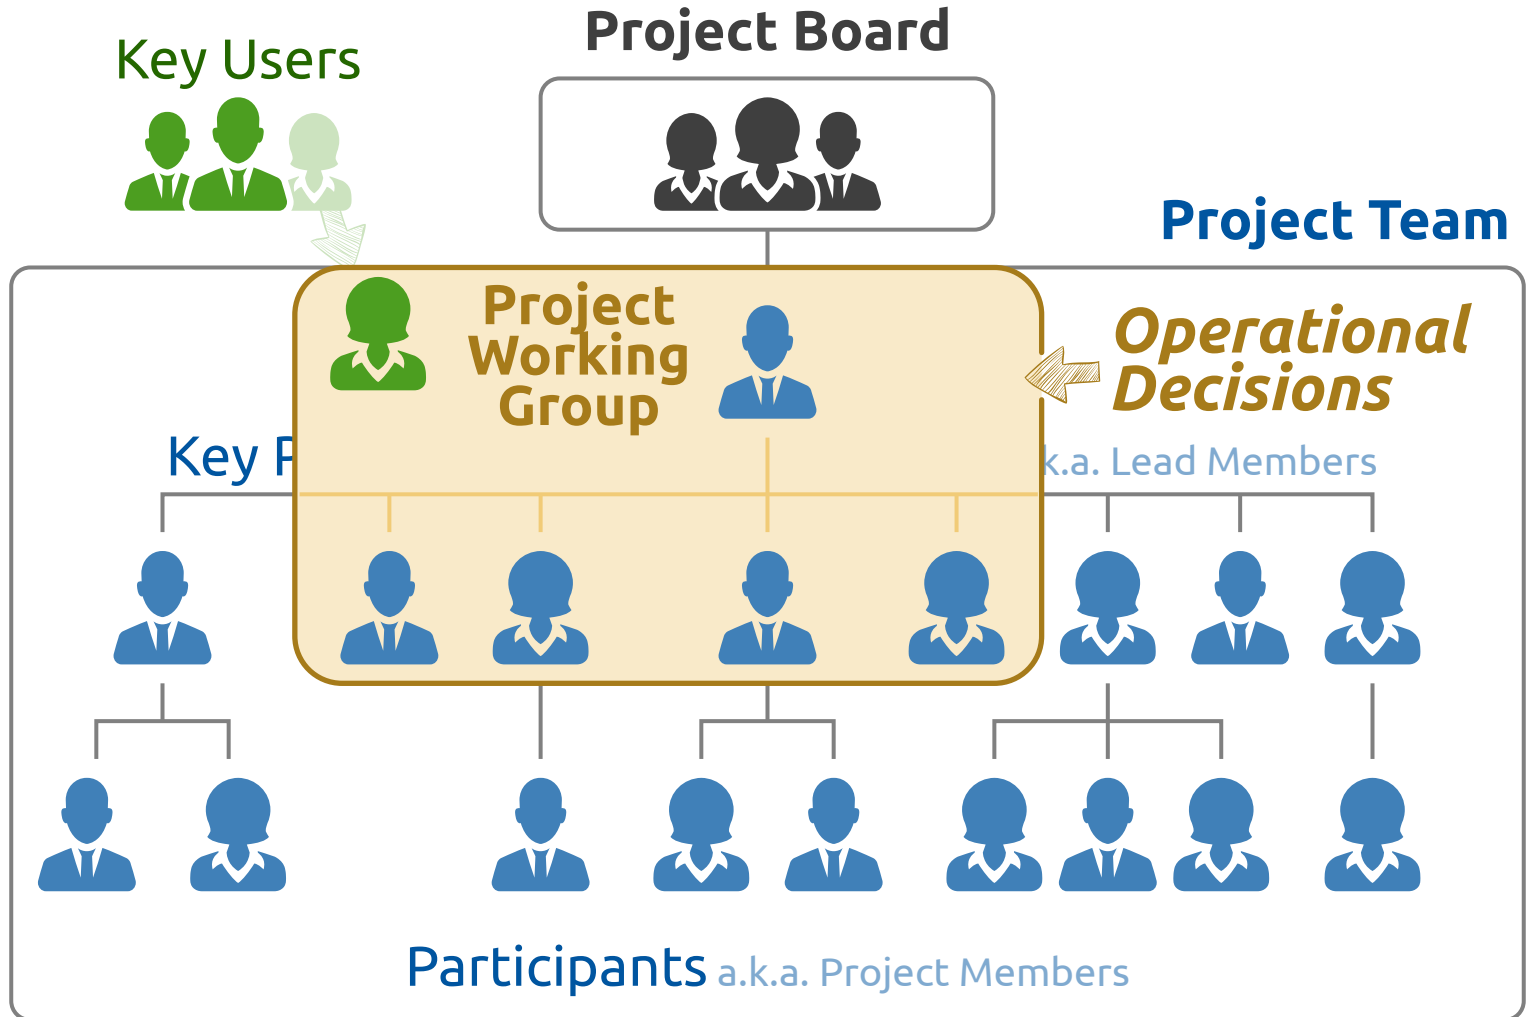 Project Board
Key Users
Project Team
Project
Working
Group
Operational
Decisions
Key
k.a. Lead Members
Participants a.k.a. Project Members